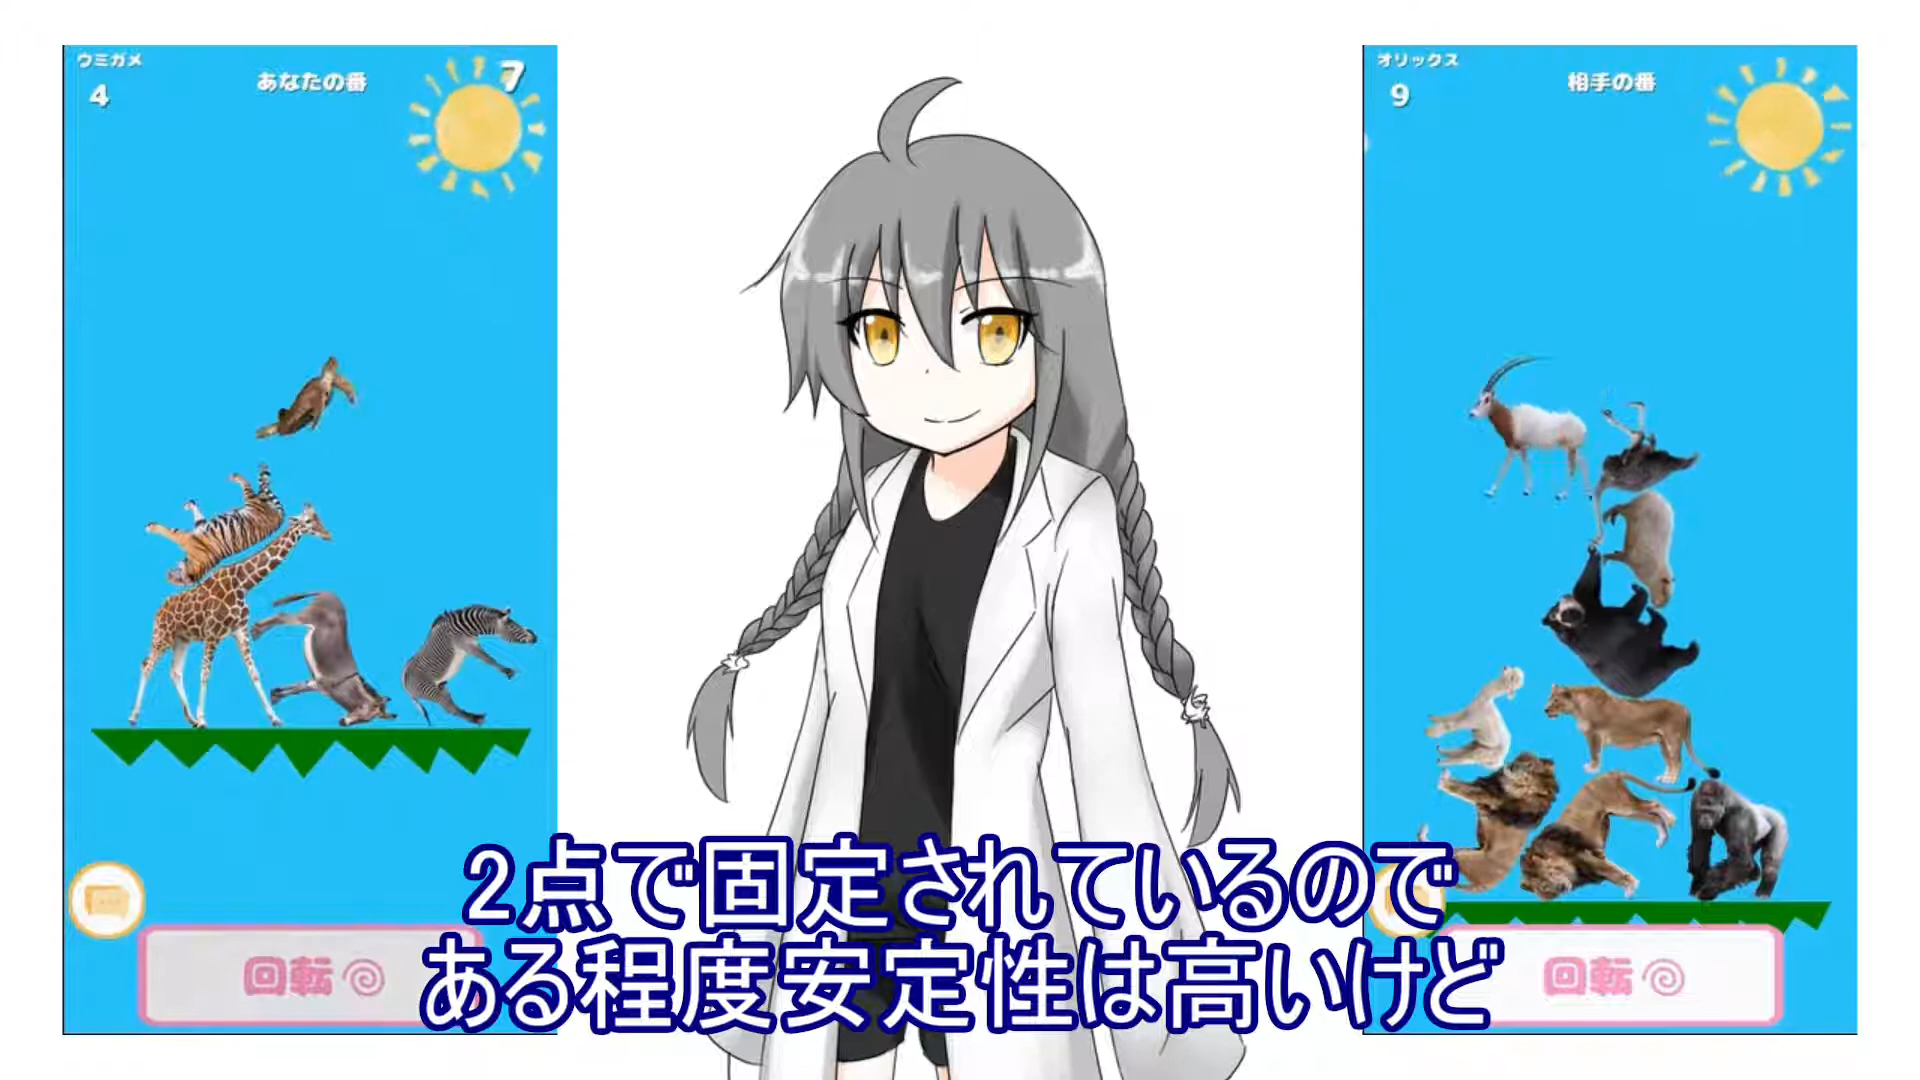 ウミガメ
4
あなたの番
7
オリックス
9
相手の番
回転
回転
2点で固定されているので
ある程度安定性は高いけど